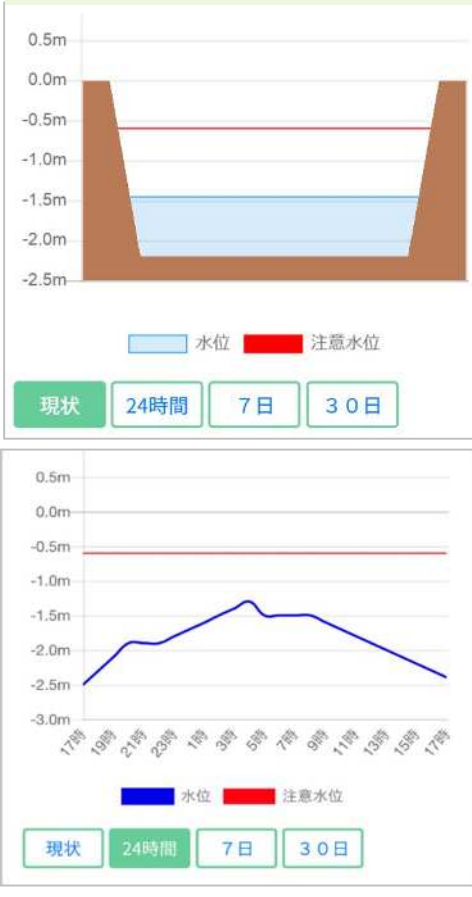 0.5m
0.0m
-0.5m
-1.0m
-1.5m
-2.0m
-2.5m
水位 注意水位
現状 24時間 7日 30日
0.5m
0.0m
-0.5m
-1.0m
-1.5m
-2.0m
-2.5m
-3.0m
17時 19時 21時 23時 1時 3時 5時 7時 9時 11時 13時 15時 17時
水位 注意水位
現状 24時間 7日 30日